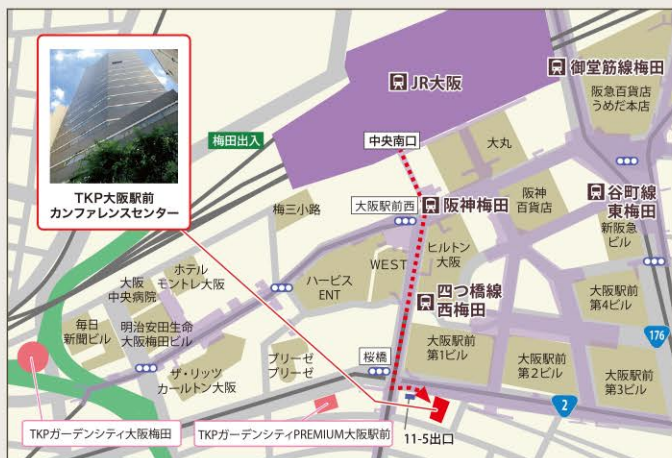 TKP大阪駅前
カンファレンスセンター
梅田出入
JR大阪
中央南口
御堂筋線梅田
阪急百貨店
うめだ本店
大丸
大阪駅前西
阪神梅田
阪神
百貨店
谷町線
東梅田
新阪急
ビル
梅三小路
ヒルトン
大阪
WEST
ハービス
ENT
四つ橋線
西梅田
大阪駅前
第4ビル
ホテル
モントレ大阪
大阪
中央病院
毎日
新聞ビル
明治安田生命
大阪梅田ビル
ザ・リッツ
カールトン大阪
ブリーゼ
ブリーゼ
桜橋
大阪駅前
第1ビル
大阪駅前
第2ビル
大阪駅前
第3ビル
176
2
11-5出口
TKPガーデンシティ大阪梅田
TKPガーデンシティPREMIUM大阪駅前